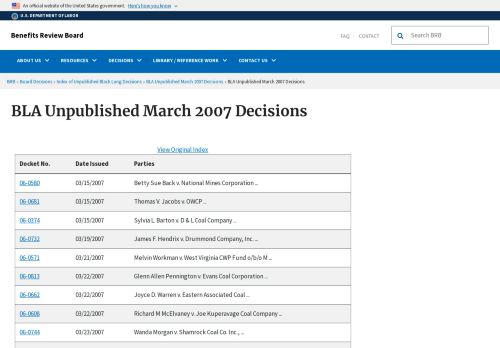 An official website of the United States government. Here's how you know
U.S. DEPARTMENT OF LABOR
Benefits Review Board
FAQ CONTACT Search BRB
ABOUT US RESOURCES DECISIONS LIBRARY / REFERENCE WORK CONTACT US
BRB › Board Decisions › Index of Unpublished Black Lung Decisions › BLA Unpublished March 2007 Decisions › BLA Unpublished March 2007 Decisions
BLA Unpublished March 2007 Decisions
View Original Index
Docket No. Date Issued Parties
06-0580 03/15/2007 Betty Sue Back v. National Mines Corporation ...
06-0681 03/15/2007 Thomas V. Jacobs v. OWCP ...
06-0374 03/15/2007 Sylvia L. Barton v. D & L Coal Company ...
06-0732 03/19/2007 James F. Hendrix v. Drummond Company, Inc. ...
06-0571 03/21/2007 Melvin Workman v. West Virginia CWP Fund o/b/o M ...
06-0813 03/22/2007 Glenn Allen Pennington v. Evans Coal Corporation ...
06-0662 03/22/2007 Joyce D. Warren v. Eastern Associated Coal ...
06-0608 03/22/2007 Richard M McElvaney v. Joe Kuperavage Coal Company ...
06-0744 03/23/2007 Wanda Morgan v. Shamrock Coal Co. Inc., ...